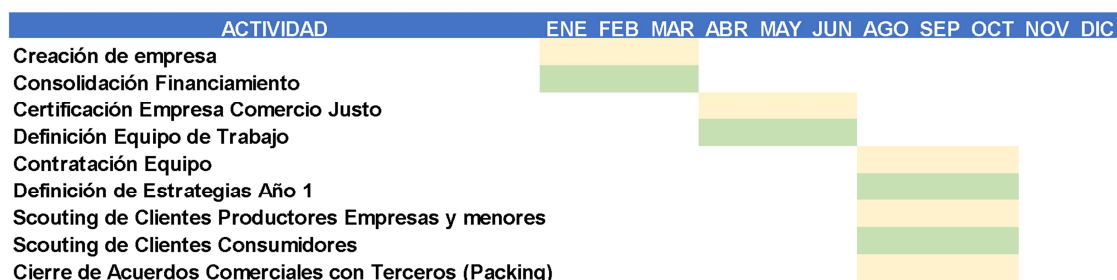 ACTIVIDAD ENE FEB MAR ABR MAY JUN AGO SEP OCT NOV DIC
Creación de empresa
Consolidación Financiamiento
Certificación Empresa Comercio Justo
Definición Equipo de Trabajo
Contratación Equipo
Definición de Estrategias Año 1
Scouting de Clientes Productores Empresas y menores
Scouting de Clientes Consumidores
Cierre de Acuerdos Comerciales con Terceros (Packing)